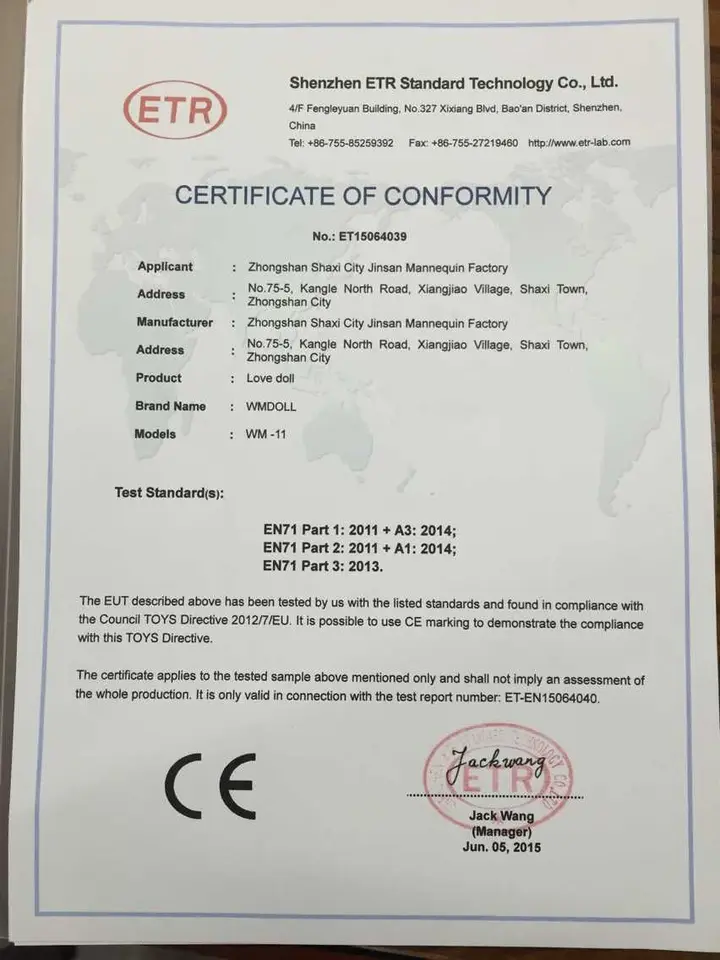 ETR
Shenzhen ETR Standard Technology Co., Ltd.
4/F Fengleyuan Building, No.327 Xixiang Blvd, Bao'an District, Shenzhen,
China
Tel: +86-755-85259392 Fax: +86-755-27219460 http://www.etr-lab.com
CERTIFICATE OF CONFORMITY
No.: ET15064039
Applicant : Zhongshan Shaxi City Jinsan Mannequin Factory
Address : No.75-5, Kangle North Road, Xiangjiao Village, Shaxi Town,
Zhongshan City
Manufacturer : Zhongshan Shaxi City Jinsan Mannequin Factory
Address : No.75-5, Kangle North Road, Xiangjiao Village, Shaxi Town,
Zhongshan City
Product : Love doll
Brand Name : WMDOLL
Models : WM -11
Test Standard(s):
EN71 Part 1: 2011 + A3: 2014;
EN71 Part 2: 2011 + A1: 2014;
EN71 Part 3: 2013.
The EUT described above has been tested by us with the listed standards and found in compliance with
the Council TOYS Directive 2012/7/EU. It is possible to use CE marking to demonstrate the compliance
with this TOYS Directive.
The certificate applies to the tested sample above mentioned only and shall not imply an assessment of
the whole production. It is only valid in connection with the test report number: ET-EN15064040.
CE
Jackwang
ETR
Jack Wang
(Manager)
Jun. 05, 2015